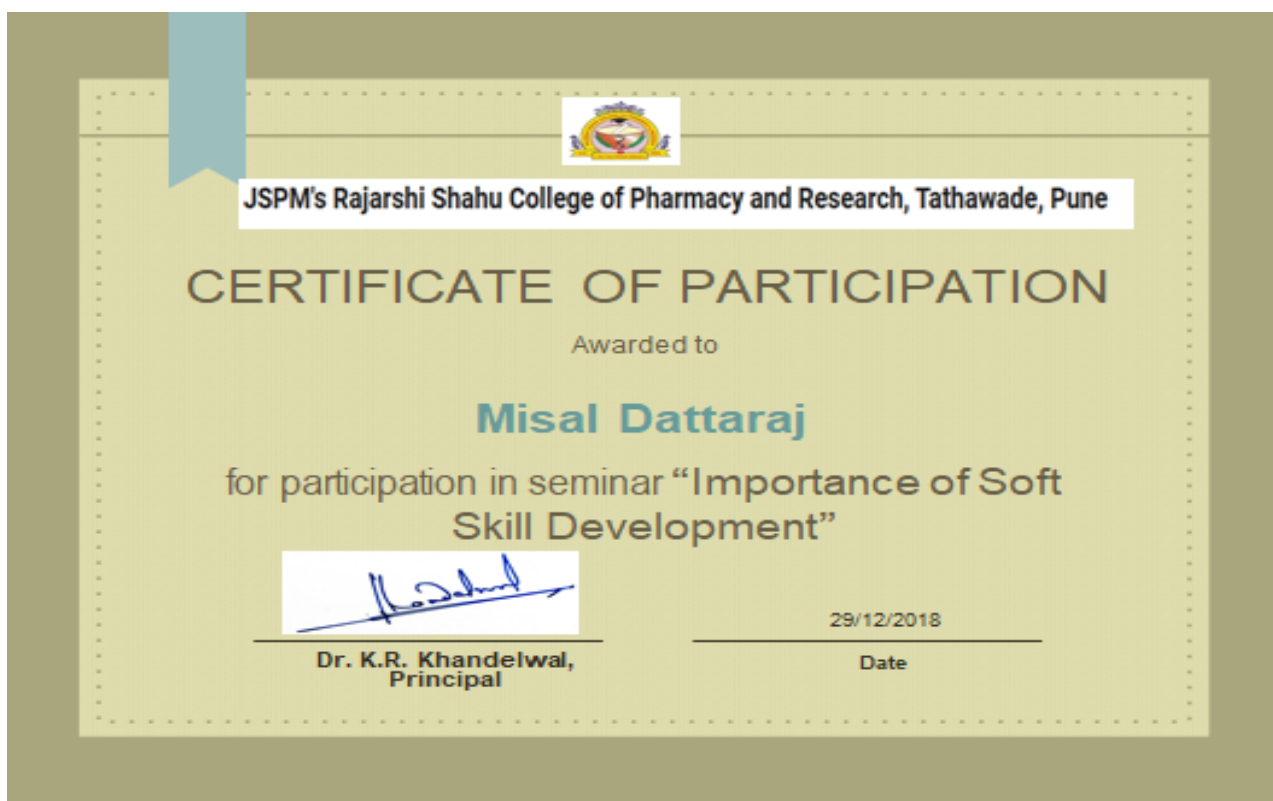 JSPM's Rajarshi Shahu College of Pharmacy and Research, Tathawade, Pune
CERTIFICATE OF PARTICIPATION
Awarded to
Misal Dattaraj
for participation in seminar “Importance of Soft
Skill Development”
Khandelwal
29/12/2018
Dr. K.R. Khandelwal,
Principal
Date